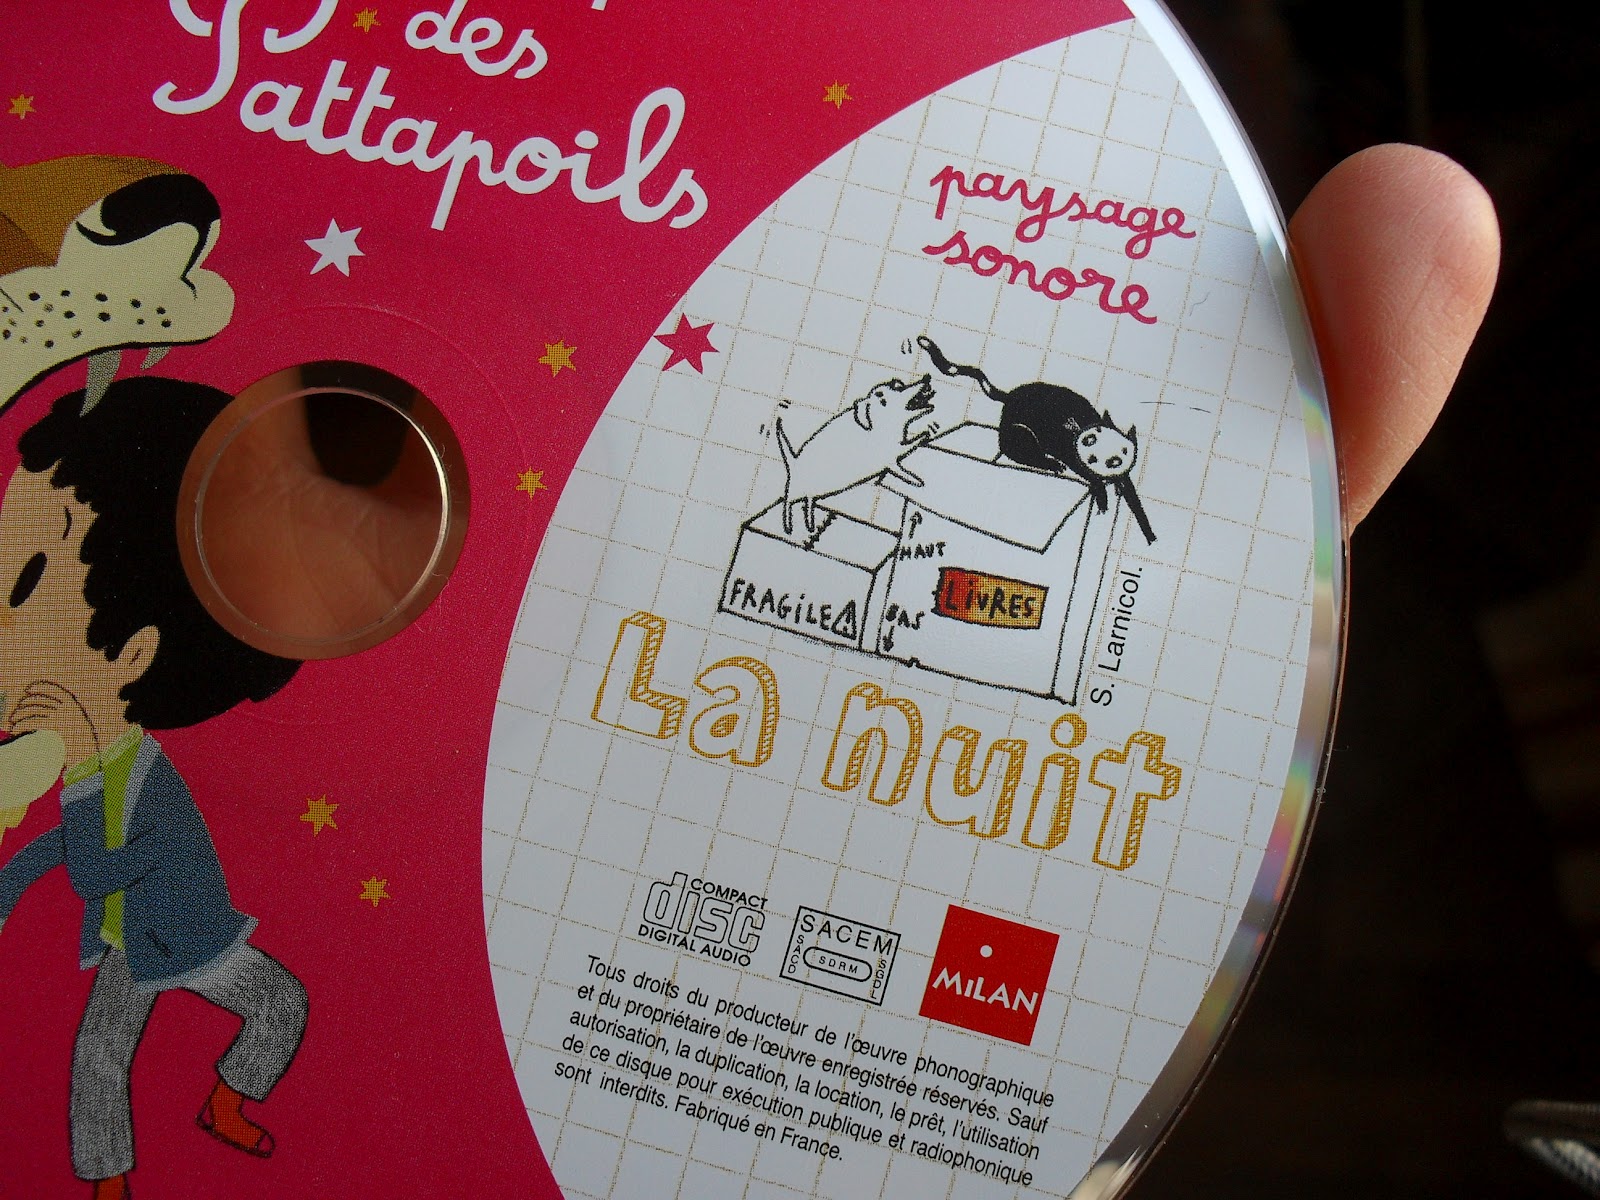 des
Pattapoils
paysage
sonore
HAUT
LIVRES
FRAGILE
BAS
S. Larnicol.
La nuit
COMPACT
disc
DIGITAL AUDIO
SACEM
SACD
SDRM
SGDL
MiLAN
Tous droits du producteur de l'œuvre phonographique
et du propriétaire de l'œuvre enregistrée réservés. Sauf
autorisation, la duplication, la location, le prêt, l'utilisation
de ce disque pour exécution publique et radiophonique
sont interdits. Fabriqué en France.